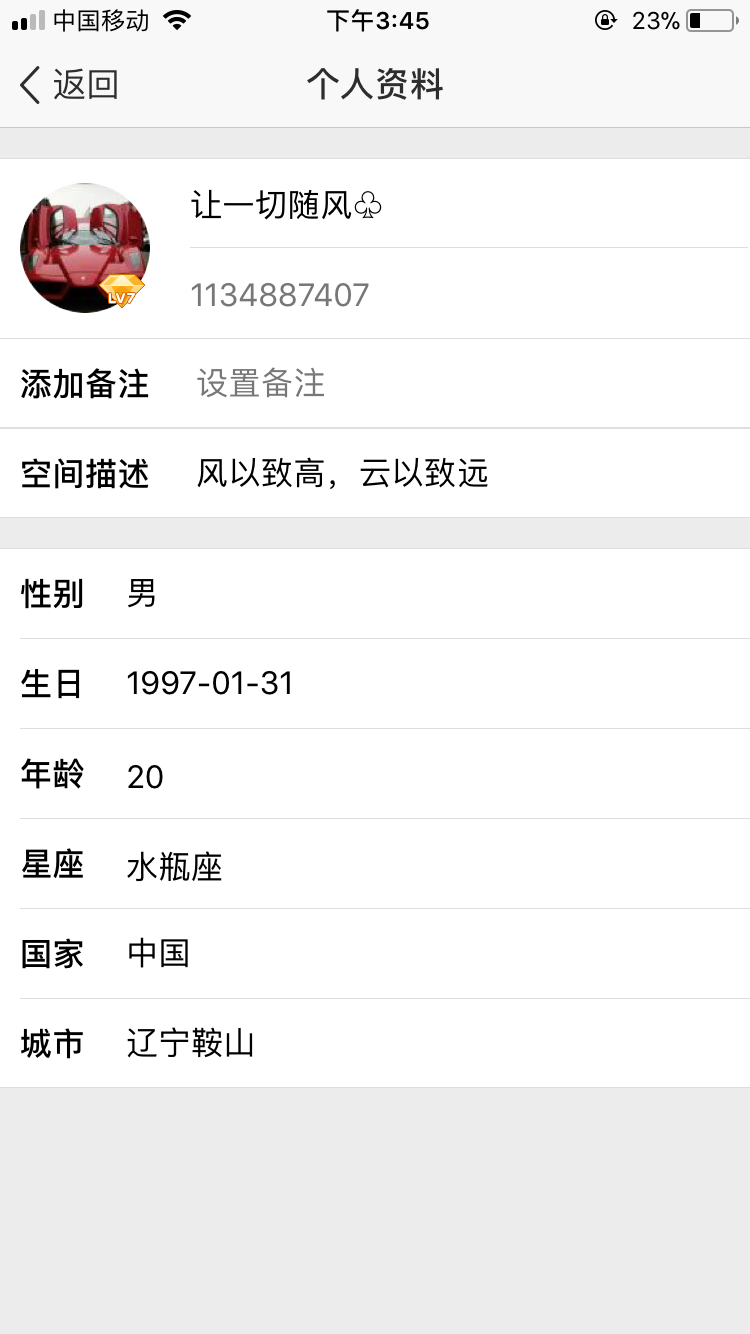 中国移动 下午3:45 23%
返回 个人资料
让一切随风♧
LV7
1134887407
添加备注 设置备注
空间描述 风以致高，云以致远
性别 男
生日 1997-01-31
年龄 20
星座 水瓶座
国家 中国
城市 辽宁鞍山